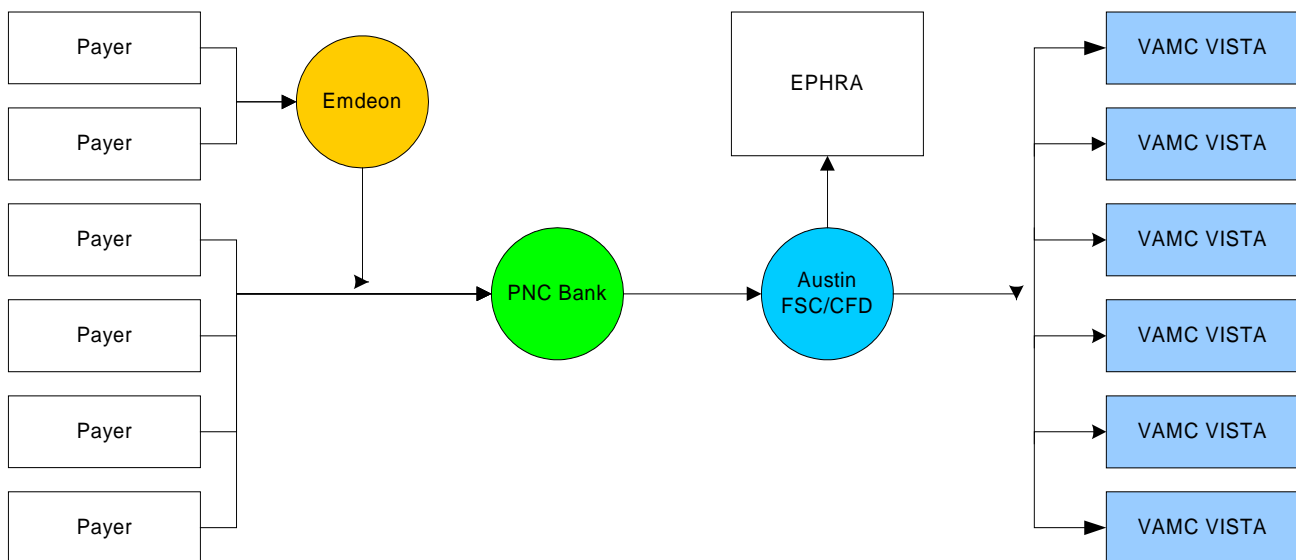 Payer
Payer
Payer
Payer
Payer
Payer
Emdeon
PNC Bank
EPHRA
Austin
FSC/CFD
VAMC VISTA
VAMC VISTA
VAMC VISTA
VAMC VISTA
VAMC VISTA
VAMC VISTA